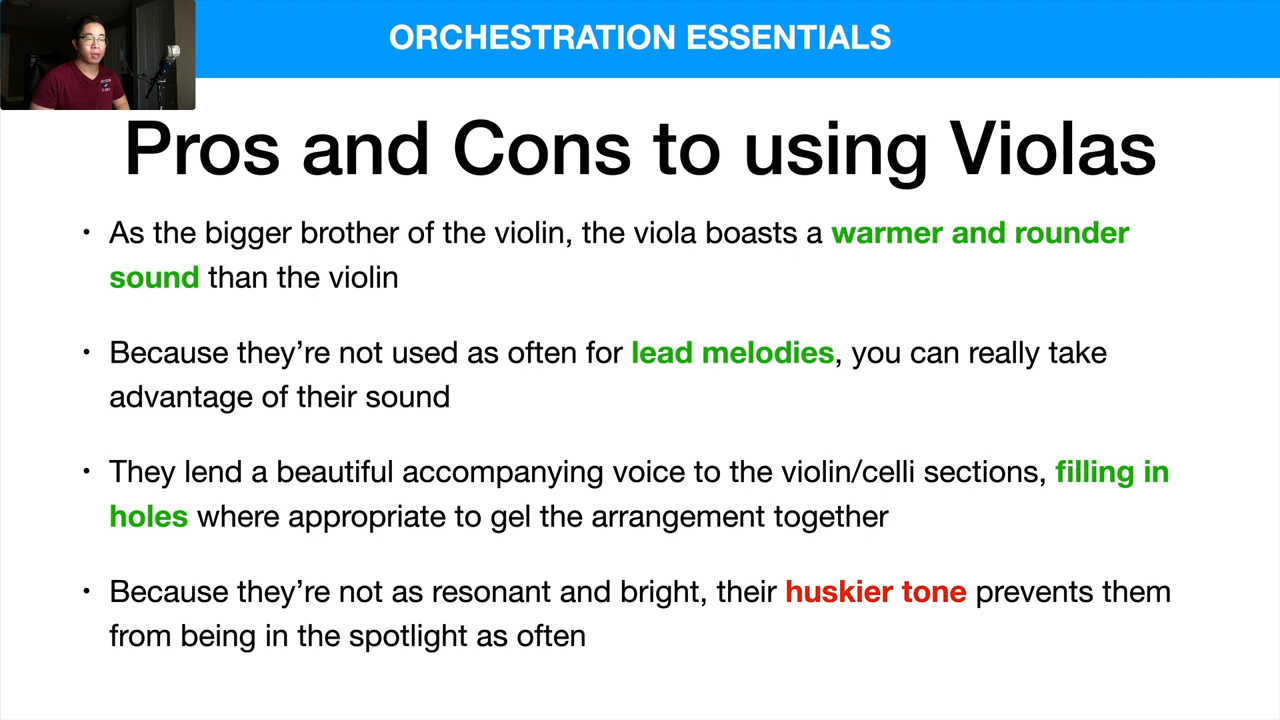 ORCHESTRATION ESSENTIALS
Pros and Cons to using Violas
• As the bigger brother of the violin, the viola boasts a warmer and rounder
sound than the violin
• Because they’re not used as often for lead melodies, you can really take
advantage of their sound
• They lend a beautiful accompanying voice to the violin/celli sections, filling in
holes where appropriate to gel the arrangement together
• Because they’re not as resonant and bright, their huskier tone prevents them
from being in the spotlight as often